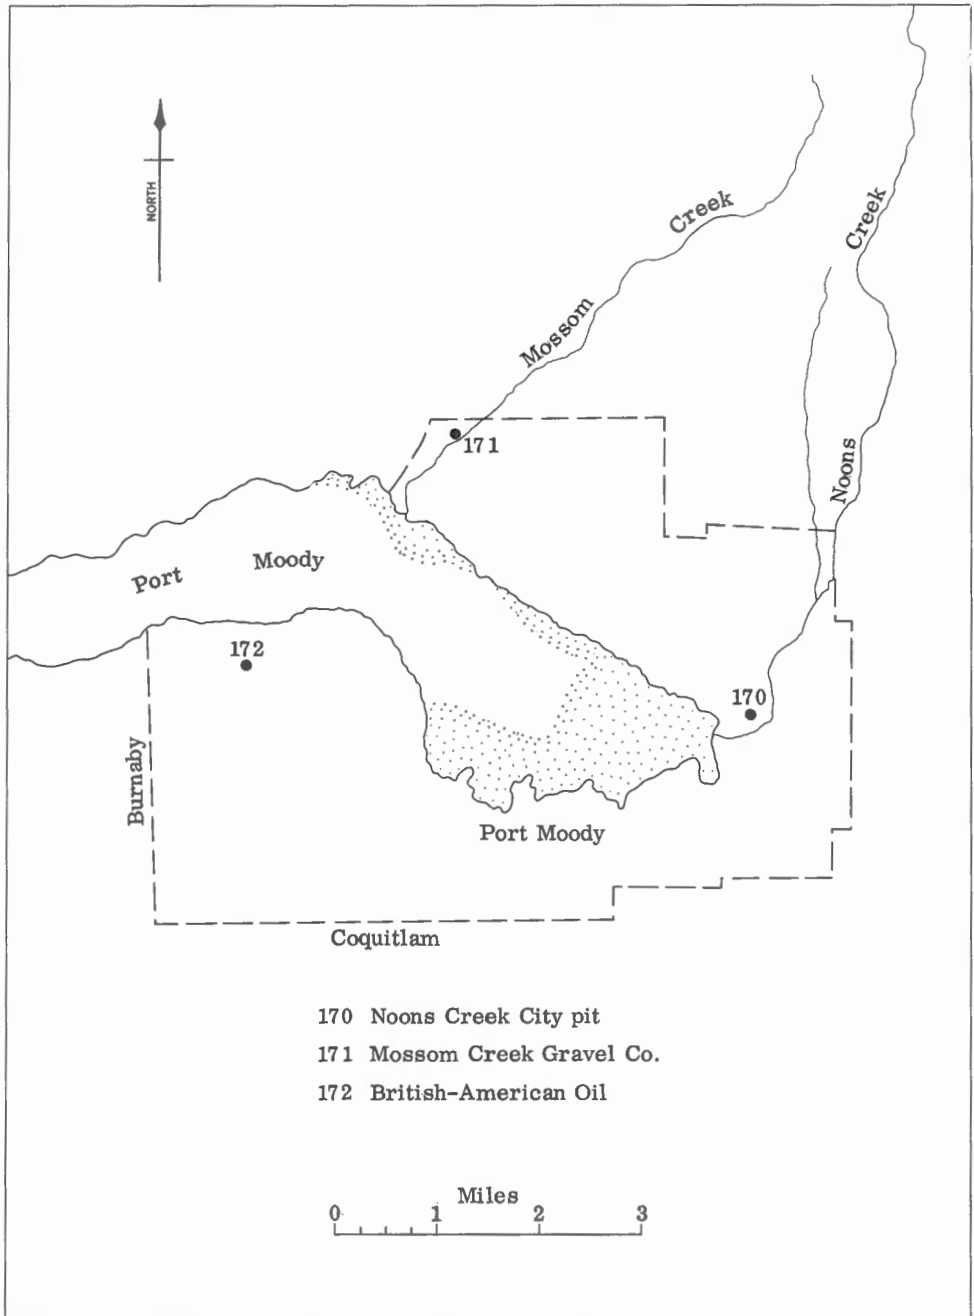 NORTH
Creek
Creek
Mossom
171
Noons
Port Moody
172
170
Burnaby
Port Moody
Coquitlam
170 Noons Creek City pit
171 Mossom Creek Gravel Co.
172 British-American Oil
Miles
0 1 2 3